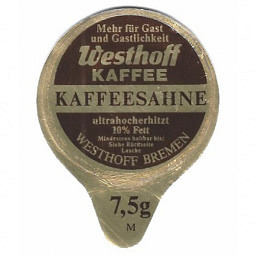 Mehr für Gast
und Gastlichkeit
Westhoff
KAFFEE
KAFFEESAHNE
ultrahocherhitzt
10% Fett
Mindestens haltbar bis:
Siehe Rückseite
Lasche
WESTHOFF BREMEN
7,5g
M